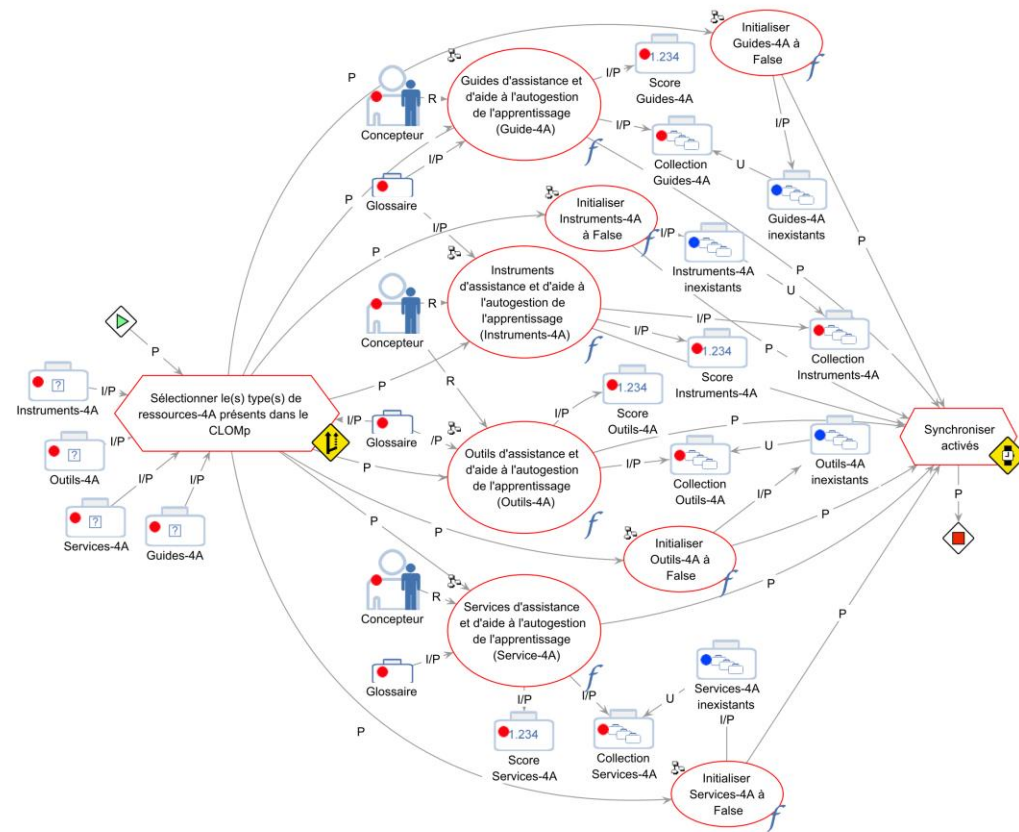 Initialiser
Guides-4A à
False
P
1.234
Score
Guides-4A
I/P
Guides d'assistance et
d'aide à l'autogestion
de l'apprentissage
(Guide-4A)
R
Concepteur
P
I/P
I/P
Collection
Guides-4A
U
I/P
Guides-4A
inexistants
I/P
Glossaire
P
Initialiser
Instruments-4A
à False
I/P
Instruments-4A
inexistants
P
P
P
I/P
Instruments
d'assistance et d'aide à
l'autogestion de
l'apprentissage
(Instruments-4A)
R
Concepteur
P
U
I/P
I/P
Collection
Instruments-4A
1.234
Score
Instruments-4A
P
P
P
P
Sélectionner le(s) type(s) de
ressources-4A présents dans le
CLOMp
?
Instruments-4A
I/P
?
Outils-4A
I/P
?
Services-4A
I/P
?
Guides-4A
I/P
R
I/P
Glossaire
/P
P
Outils d'assistance et
d'aide à l'autogestion
de l'apprentissage
(Outils-4A)
I/P
1.234
Score
Outils-4A
P
I/P
Collection
Outils-4A
U
Outils-4A
inexistants
I/P
Synchroniser
activés
P
P
P
Initialiser
Outils-4A à
False
P
P
Concepteur
R
Services d'assistance
et d'aide à l'autogestion
de l'apprentissage
(Service-4A)
P
P
Glossaire
I/P
I/P
I/P
1.234
Score
Services-4A
Collection
Services-4A
U
Services-4A
inexistants
I/P
P
Initialiser
Services-4A à
False